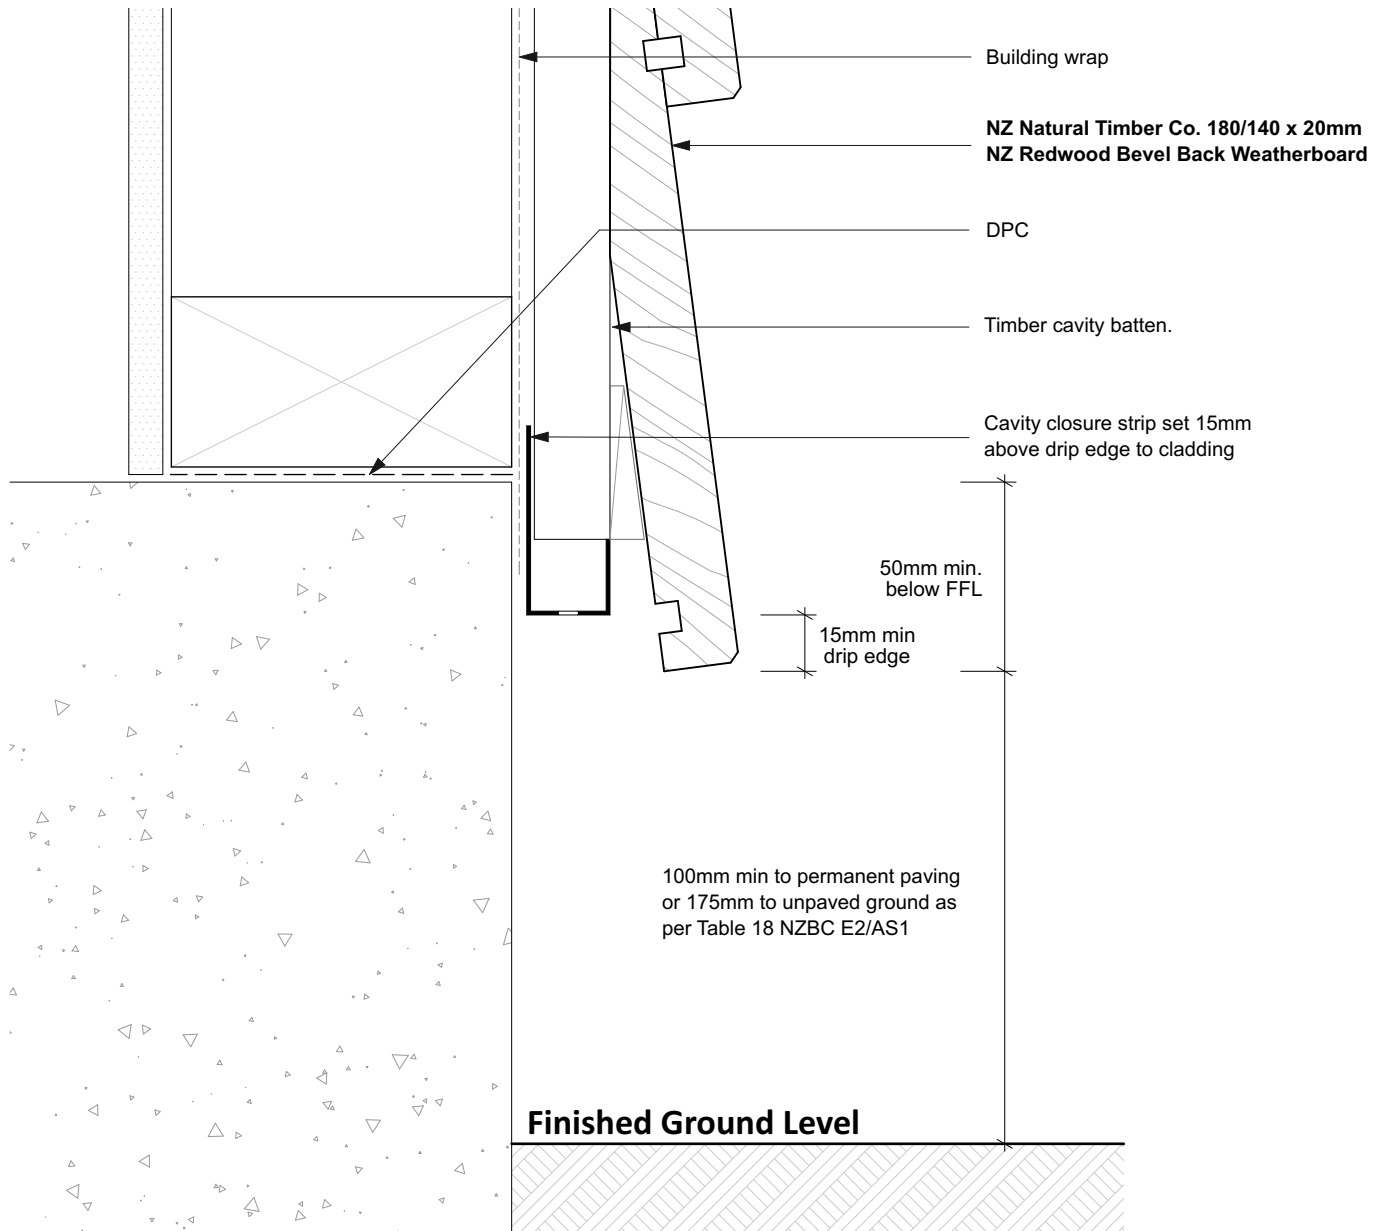 Building wrap
NZ Natural Timber Co. 180/140 x 20mm
NZ Redwood Bevel Back Weatherboard
DPC
Timber cavity batten.
Cavity closure strip set 15mm
above drip edge to cladding
50mm min.
below FFL
15mm min
drip edge
100mm min to permanent paving
or 175mm to unpaved ground as
per Table 18 NZBC E2/AS1
Finished Ground Level